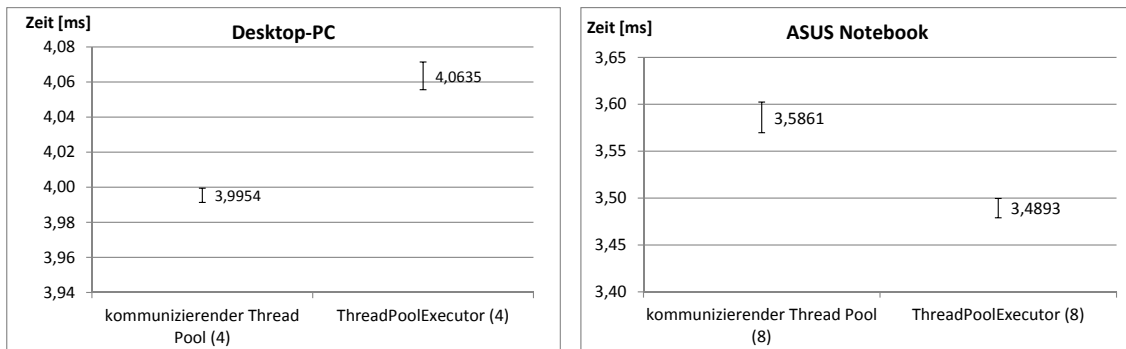 Zeit [ms]
Desktop-PC
4,08
4,06
4,04
4,02
4,00
3,98
3,96
3,94
4,0635
3,9954
kommunizierender Thread
Pool (4)
ThreadPoolExecutor (4)
Zeit [ms]
ASUS Notebook
3,65
3,60
3,55
3,50
3,45
3,40
3,5861
3,4893
kommunizierender Thread Pool
(8)
ThreadPoolExecutor (8)